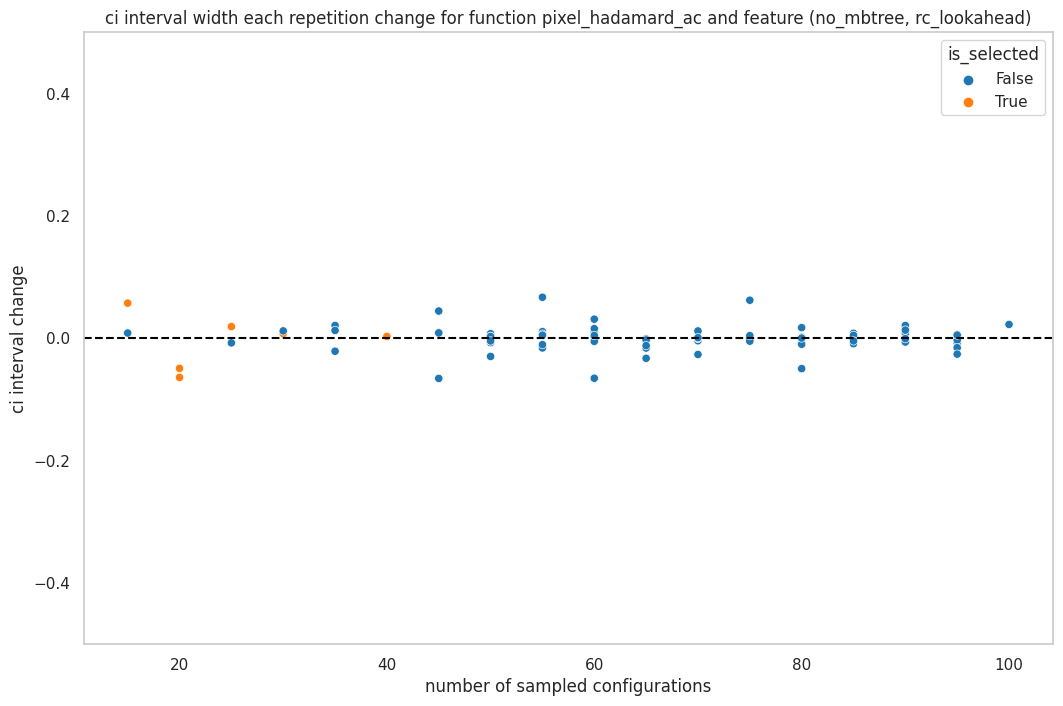 ci interval width each repetition change for function pixel_hadamard_ac and feature (no_mbtree, rc_lookahead)
is_selected
False
True
ci interval change
0.4
0.2
0.0
−0.2
−0.4
20 40 60 80 100
number of sampled configurations